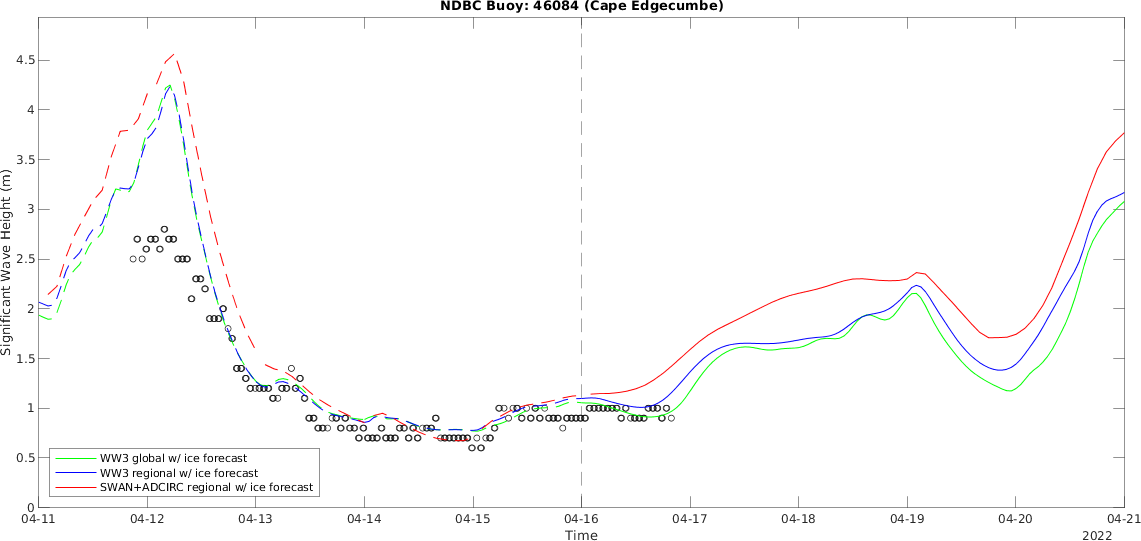 NDBC Buoy: 46084 (Cape Edgecumbe)
4.5
4
3.5
3
2.5
2
1.5
1
0.5
0
Significant Wave Height (m)
WW3 global w/ ice forecast
WW3 regional w/ ice forecast
SWAN+ADCIRC regional w/ ice forecast
04-11 04-12 04-13 04-14 04-15 04-16 04-17 04-18 04-19 04-20 04-21
Time
2022